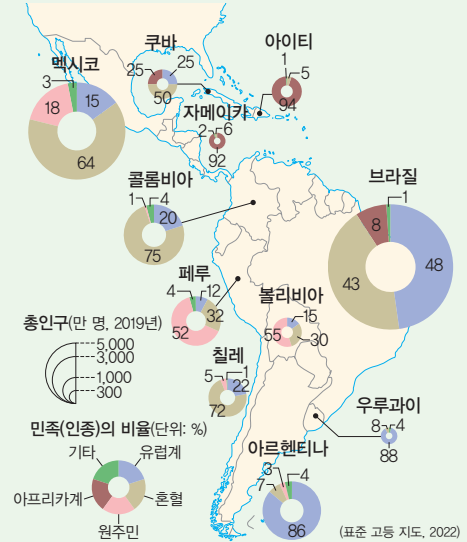 쿠바
25
25
50
아이티
1
5
94
멕시코
3
15
18
64
자메이카
2
6
92
콜롬비아
1
4
20
75
브라질
1
8
48
43
페루
4
12
32
52
볼리비아
15
55
30
총인구(만 명, 2019년)
5,000
3,000
1,000
300
칠레
5
1
22
72
우루과이
8
4
88
민족(인종)의 비율(단위: %)
기타
유럽계
아프리카계
혼혈
원주민
아르헨티나
3
4
7
86
(표준 고등 지도, 2022)